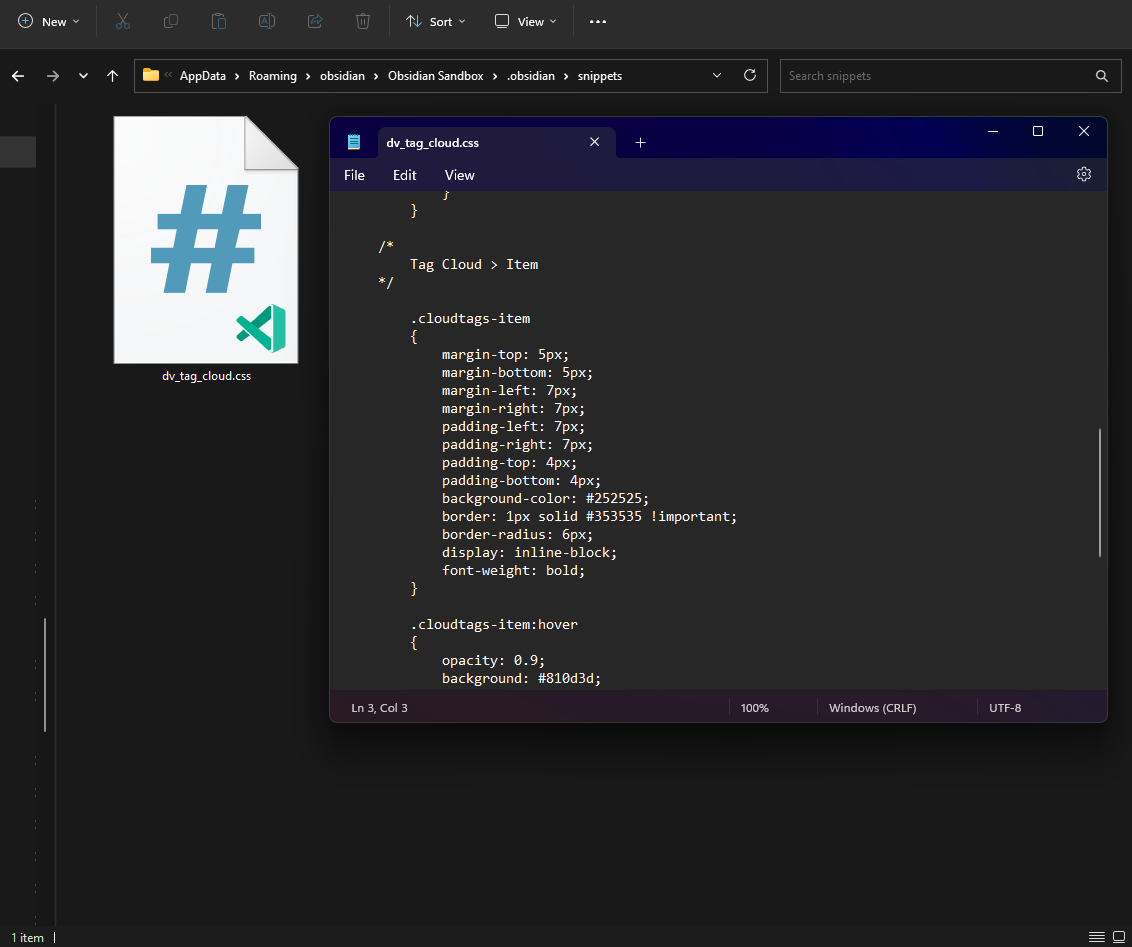 New Sort View
AppData Roaming obsidian Obsidian Sandbox .obsidian snippets
Search snippets
dv_tag_cloud.css
dv_tag_cloud.css
File Edit View
}
}
/*
Tag Cloud > Item
*/
.cloudtags-item
{
margin-top: 5px;
margin-bottom: 5px;
margin-left: 7px;
margin-right: 7px;
padding-left: 7px;
padding-right: 7px;
padding-top: 4px;
padding-bottom: 4px;
background-color: #252525;
border: 1px solid #353535 !important;
border-radius: 6px;
display: inline-block;
font-weight: bold;
}
.cloudtags-item:hover
{
opacity: 0.9;
background: #810d3d;
Ln 3, Col 3 100% Windows (CRLF) UTF-8
1 item